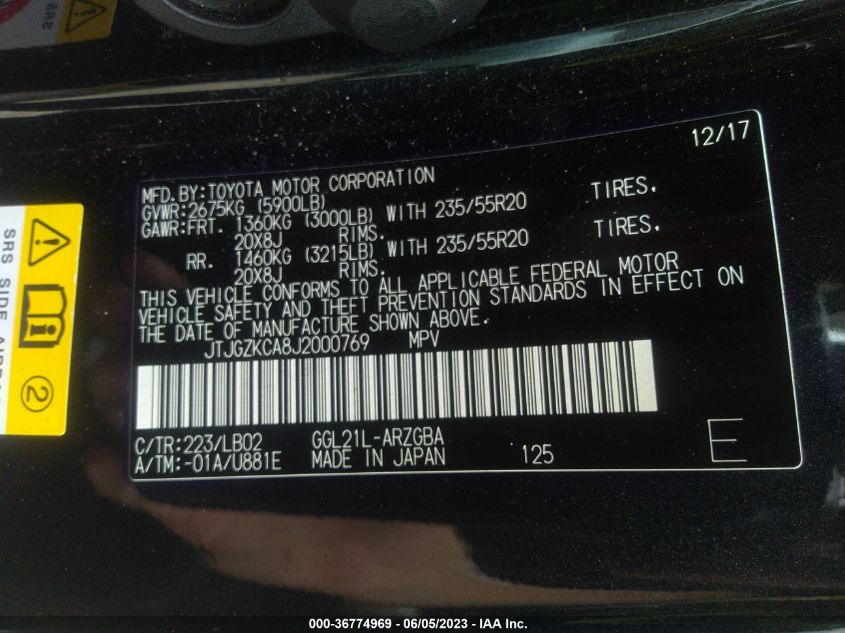 SRS SIDE
2
12/17
MFD.BY:TOYOTA MOTOR CORPORATION
GVWR:2675KG (5900LB)
GAWR:FRT. 1360KG (3000LB) WITH 235/55R20 TIRES.
20X8J RIMS.
RR. 1460KG (3215LB) WITH 235/55R20 TIRES.
20X8J RIMS.
THIS VEHICLE CONFORMS TO ALL APPLICABLE FEDERAL MOTOR
VEHICLE SAFETY AND THEFT PREVENTION STANDARDS IN EFFECT ON
THE DATE OF MANUFACTURE SHOWN ABOVE.
JTJGZKCA8J2000769 MPV
C/TR:223/LB02 GGL21L-ARZGBA
A/TM:-01A/U881E MADE IN JAPAN 125 E
000-36774969 - 06/05/2023 - IAA Inc.